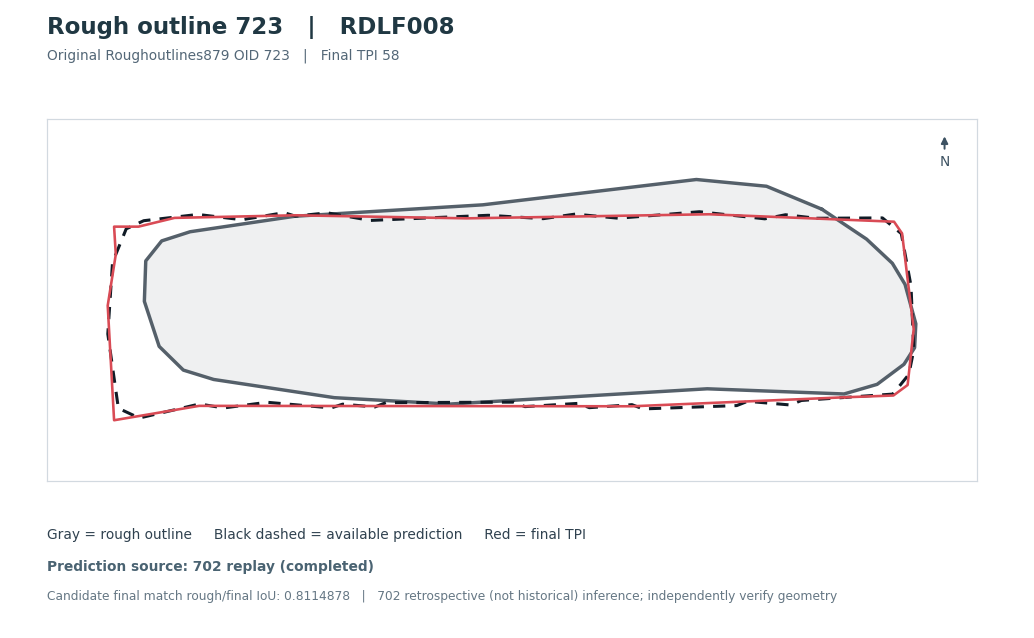 Rough outline 723   |   RDLF008
Original Roughoutlines879 OID 723   |   Final TPI 58
N
Gray = rough outline     Black dashed = available prediction     Red = final TPI
Prediction source: 702 replay (completed)
Candidate final match rough/final IoU: 0.8114878   |   702 retrospective (not historical) inference; independently verify geometry